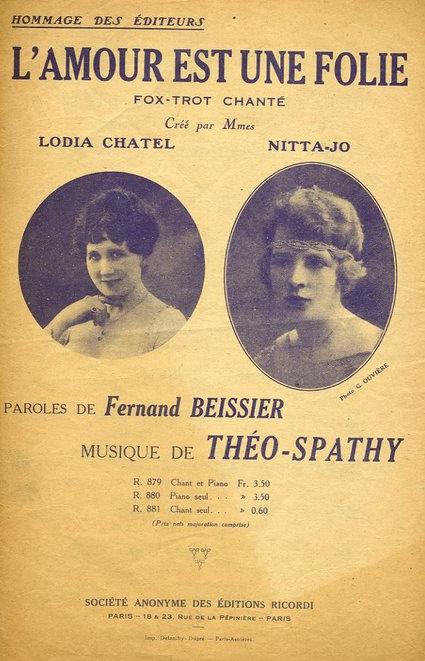 HOMMAGE DES ÉDITEURS
L'AMOUR EST UNE FOLIE
FOX-TROT CHANTÉ
Créé par Mmes
LODIA CHATEL NITTA-JO
Photo G. OUVIÈRE
PAROLES DE Fernand BEISSIER
MUSIQUE DE THÉO-SPATHY
R. 879 Chant et Piano Fr. 3.50
R. 880 Piano seul. . . » 3.50
R. 881 Chant seul. . . » 0.60
(Prix nets majoration comprise)
SOCIÉTÉ ANONYME DES ÉDITIONS RICORDI
PARIS — 18 & 23, RUE DE LA PÉPINIÈRE — PARIS
Imp. Delanchy-Dupré. — Paris-Asnières.